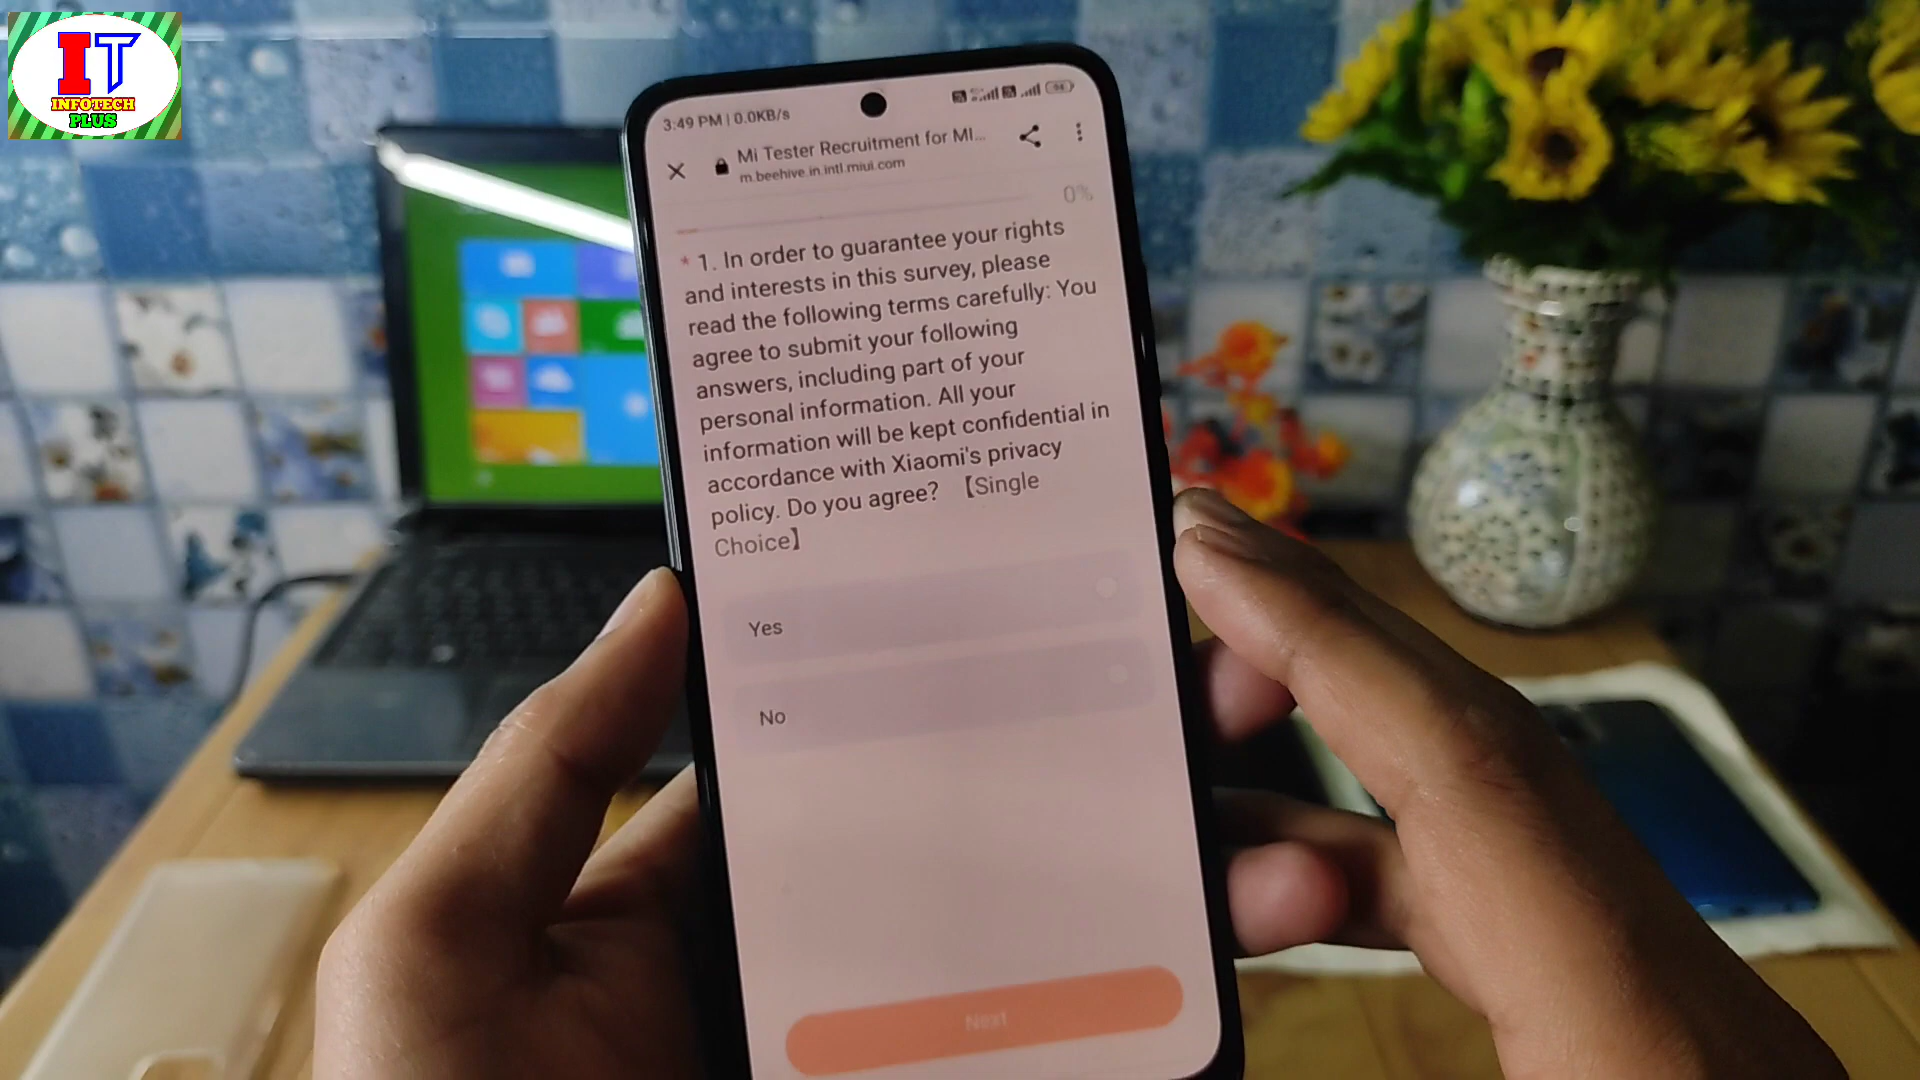 IT
INFOTECH
PLUS
3:49 PM | 0.0KB/s
Mi Tester Recruitment for MI...
m.beehive.in.intl.miui.com
0%
* 1. In order to guarantee your rights
and interests in this survey, please
read the following terms carefully: You
agree to submit your following
answers, including part of your
personal information. All your
information will be kept confidential in
accordance with Xiaomi's privacy
policy. Do you agree? 【Single
Choice】
Yes
No
Next